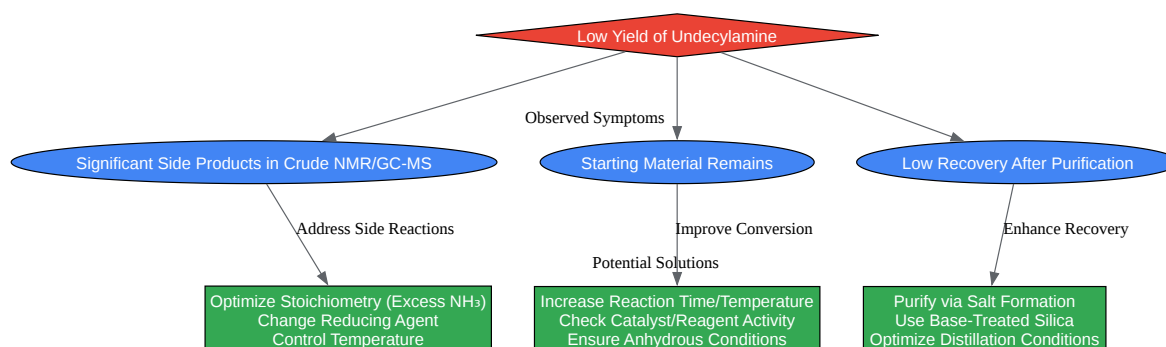 Low Yield of Undecylamine
Observed Symptoms
Significant Side Products in Crude NMR/GC-MS
Starting Material Remains
Low Recovery After Purification
Address Side Reactions
Improve Conversion
Enhance Recovery
Potential Solutions
Optimize Stoichiometry (Excess NH₃)
Change Reducing Agent
Control Temperature
Increase Reaction Time/Temperature
Check Catalyst/Reagent Activity
Ensure Anhydrous Conditions
Purify via Salt Formation
Use Base-Treated Silica
Optimize Distillation Conditions